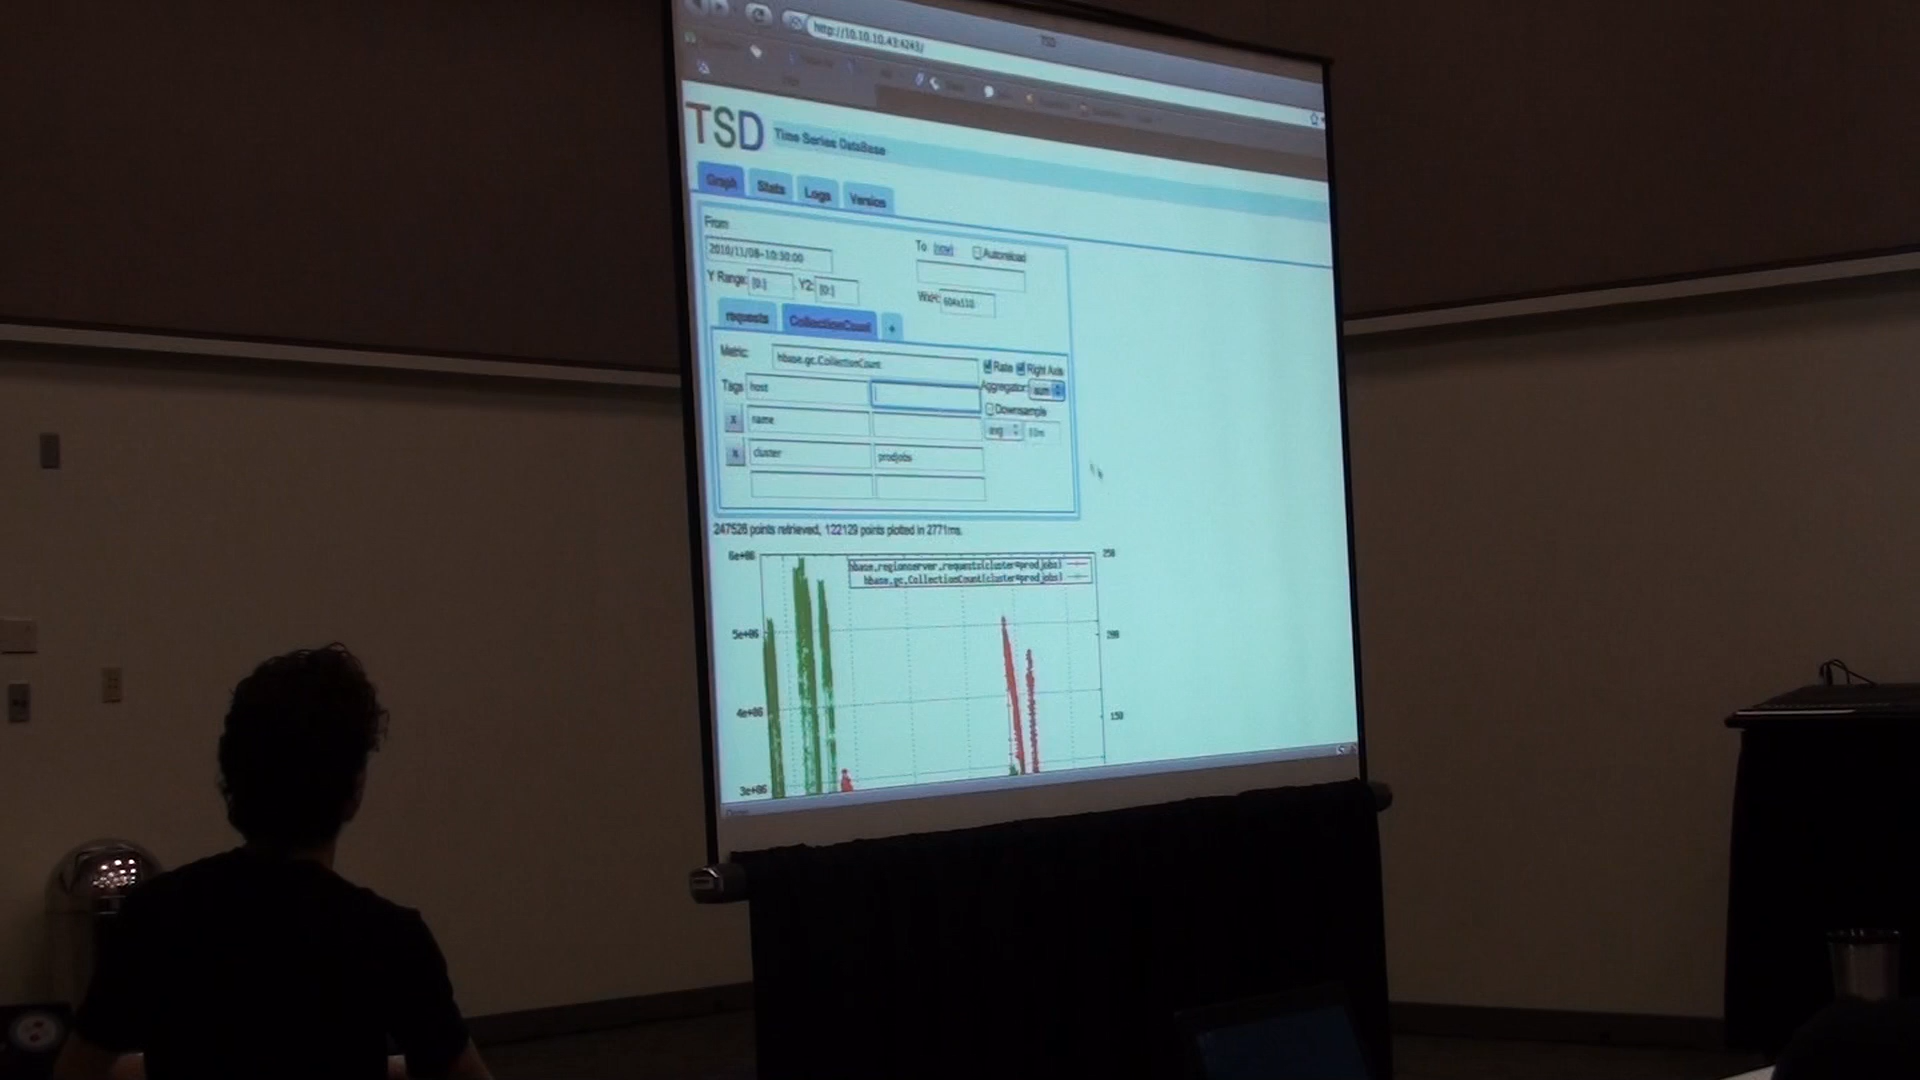 http://10.10.10.43:4243/
TSD
TSD Time Series DataBase
Graph Stats Logs Version
From To (now) Autoreload
2010/11/08-10:30:00
Y Range: [0:] Y2: [0:] WxH:
requests CollectionCount +
Metric: hbase.gc.CollectionCount Rate Right Axis
Tags host Aggregator: sum
x name Downsample
avg 10m
x cluster prodjobs
247526 points retrieved, 122129 points plotted in 2771ms.
6e+06 250
hbase.regionserver.requests{cluster=prodjobs}
hbase.gc.CollectionCount{cluster=prodjobs}
5e+06 200
4e+06 150
3e+06
Done